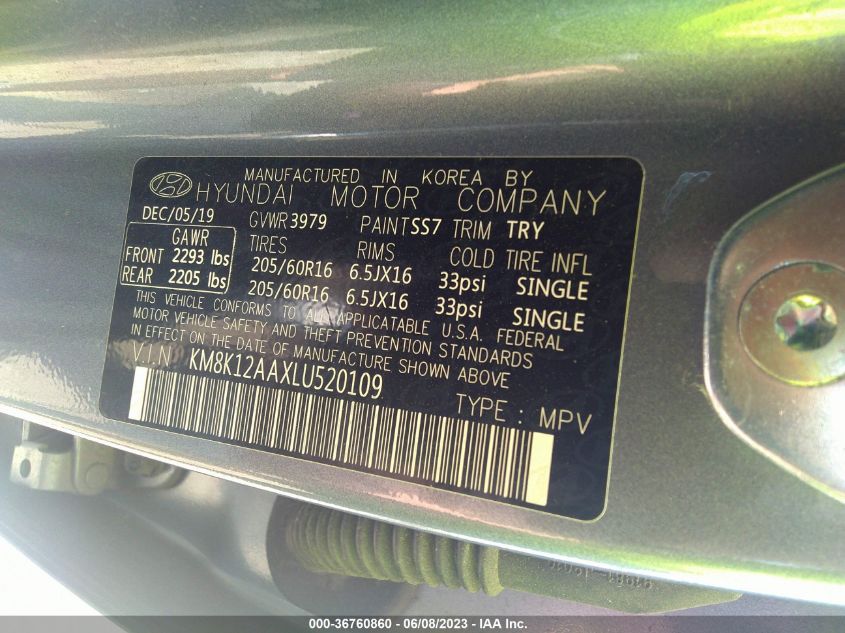 MANUFACTURED IN KOREA BY
HYUNDAI MOTOR COMPANY
DEC/05/19 GVWR 3979 PAINT SS7 TRIM TRY
GAWR TIRES RIMS COLD TIRE INFL
FRONT 2293 lbs 205/60R16 6.5JX16 33psi SINGLE
REAR 2205 lbs 205/60R16 6.5JX16 33psi SINGLE
THIS VEHICLE CONFORMS TO ALL APPLICABLE U.S.A. FEDERAL
MOTOR VEHICLE SAFETY AND THEFT PREVENTION STANDARDS
IN EFFECT ON THE DATE OF MANUFACTURE SHOWN ABOVE
V.I.N KM8K12AAXLU520109
TYPE : MPV
000-36760860 - 06/08/2023 - IAA Inc.